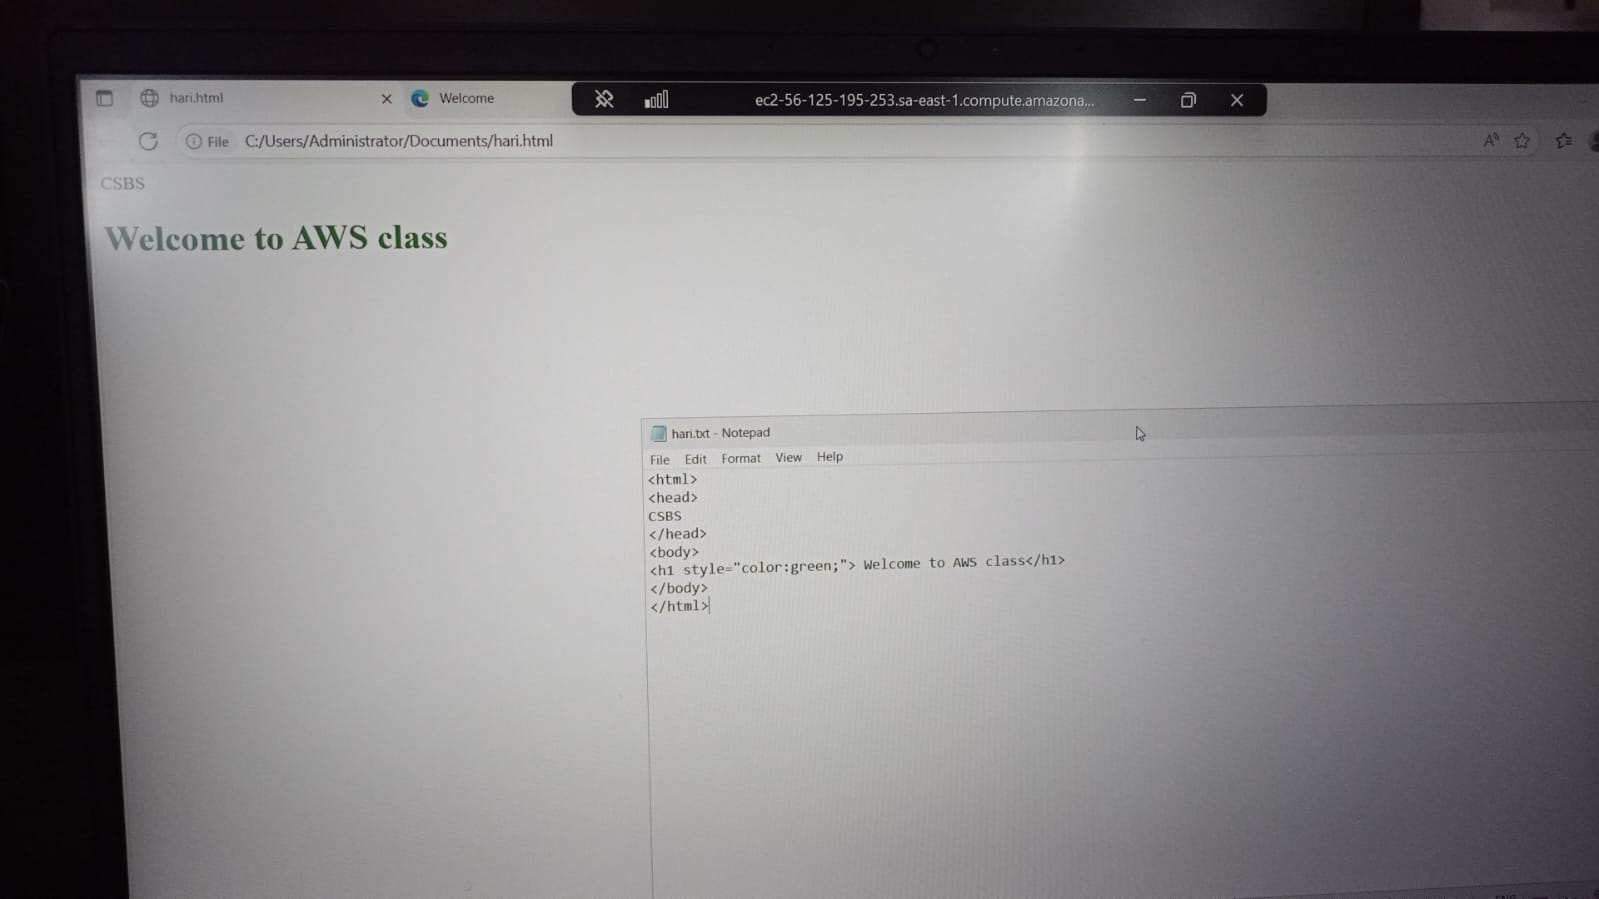 hari.html
Welcome
ec2-56-125-195-253.sa-east-1.compute.amazona...
File C:/Users/Administrator/Documents/hari.html
CSBS
Welcome to AWS class
hari.txt - Notepad
File Edit Format View Help
<html>
<head>
CSBS
</head>
<body>
<h1 style="color:green;"> Welcome to AWS class</h1>
</body>
</html>